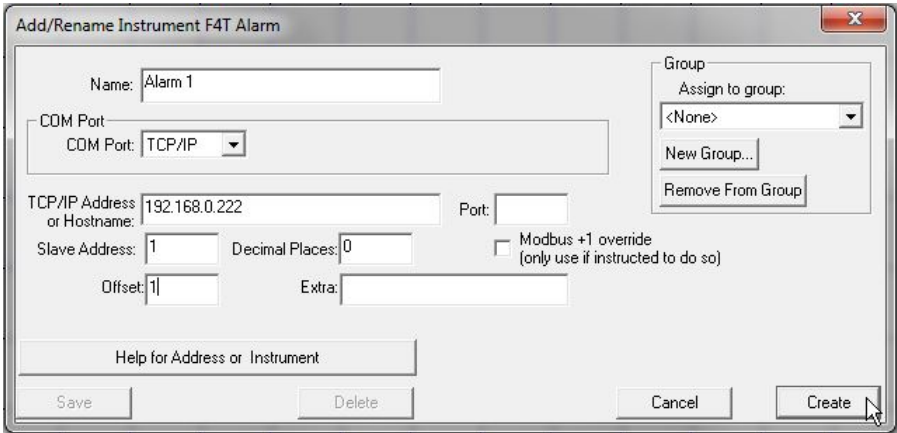 Add/Rename Instrument F4T Alarm
X
Name: Alarm 1
Group
Assign to group:
<None>
New Group...
Remove From Group
COM Port
COM Port: TCP/IP
TCP/IP Address or Hostname: 192.168.0.222 Port:
Slave Address: 1 Decimal Places: 0
Modbus +1 override
(only use if instructed to do so)
Offset: 1 Extra:
Help for Address or Instrument
Save Delete Cancel Create